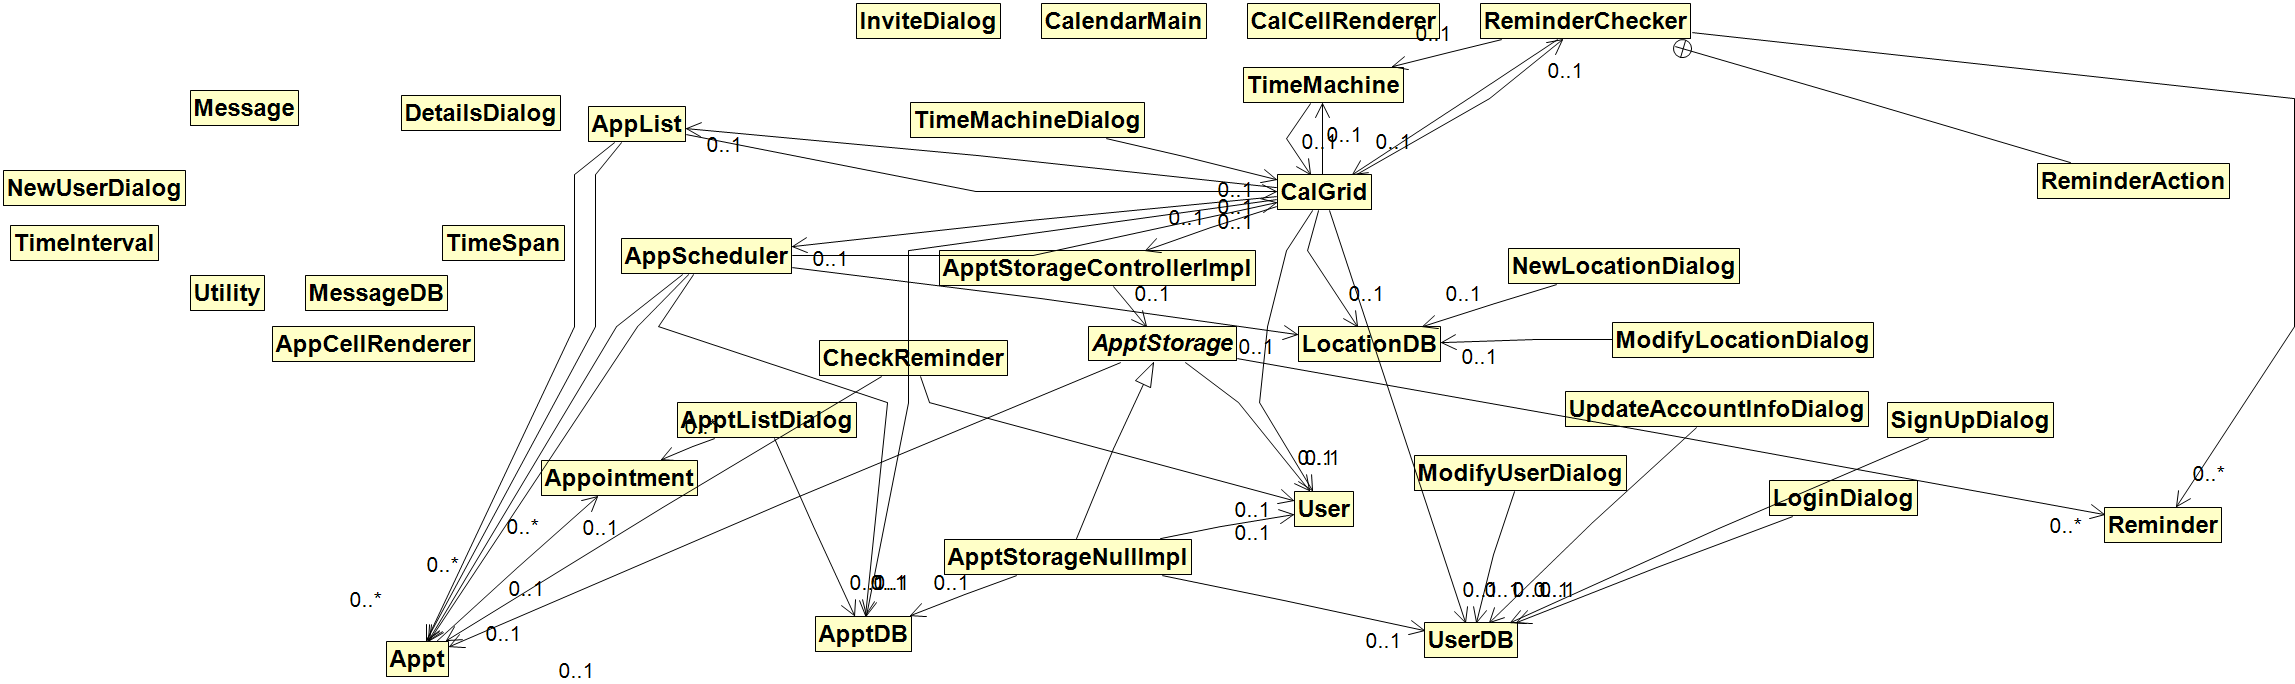 InviteDialog
CalendarMain
CalCellRenderer
ReminderChecker
0..1
0..1
TimeMachine
Message
DetailsDialog
AppList
TimeMachineDialog
0..1
0..1
0..1
0..1
NewUserDialog
CalGrid
ReminderAction
0..1
0..1
0..1
0..1
TimeInterval
TimeSpan
AppScheduler
0..1
ApptStorageControllerImpl
NewLocationDialog
Utility
MessageDB
0..1
0..1
0..1
AppCellRenderer
CheckReminder
ApptStorage
0..1
LocationDB
0..1
ModifyLocationDialog
ApptListDialog
0..*
UpdateAccountInfoDialog
SignUpDialog
Appointment
0..1
0..1
ModifyUserDialog
0..*
LoginDialog
0..*
0..1
0..1
0..1
User
0..*
Reminder
0..*
ApptStorageNullImpl
0..*
0..1
0..1
0..1
0..1
0..1
0..1
0..1
0..1
0..1
0..1
0..1
ApptDB
0..1
UserDB
Appt
0..1